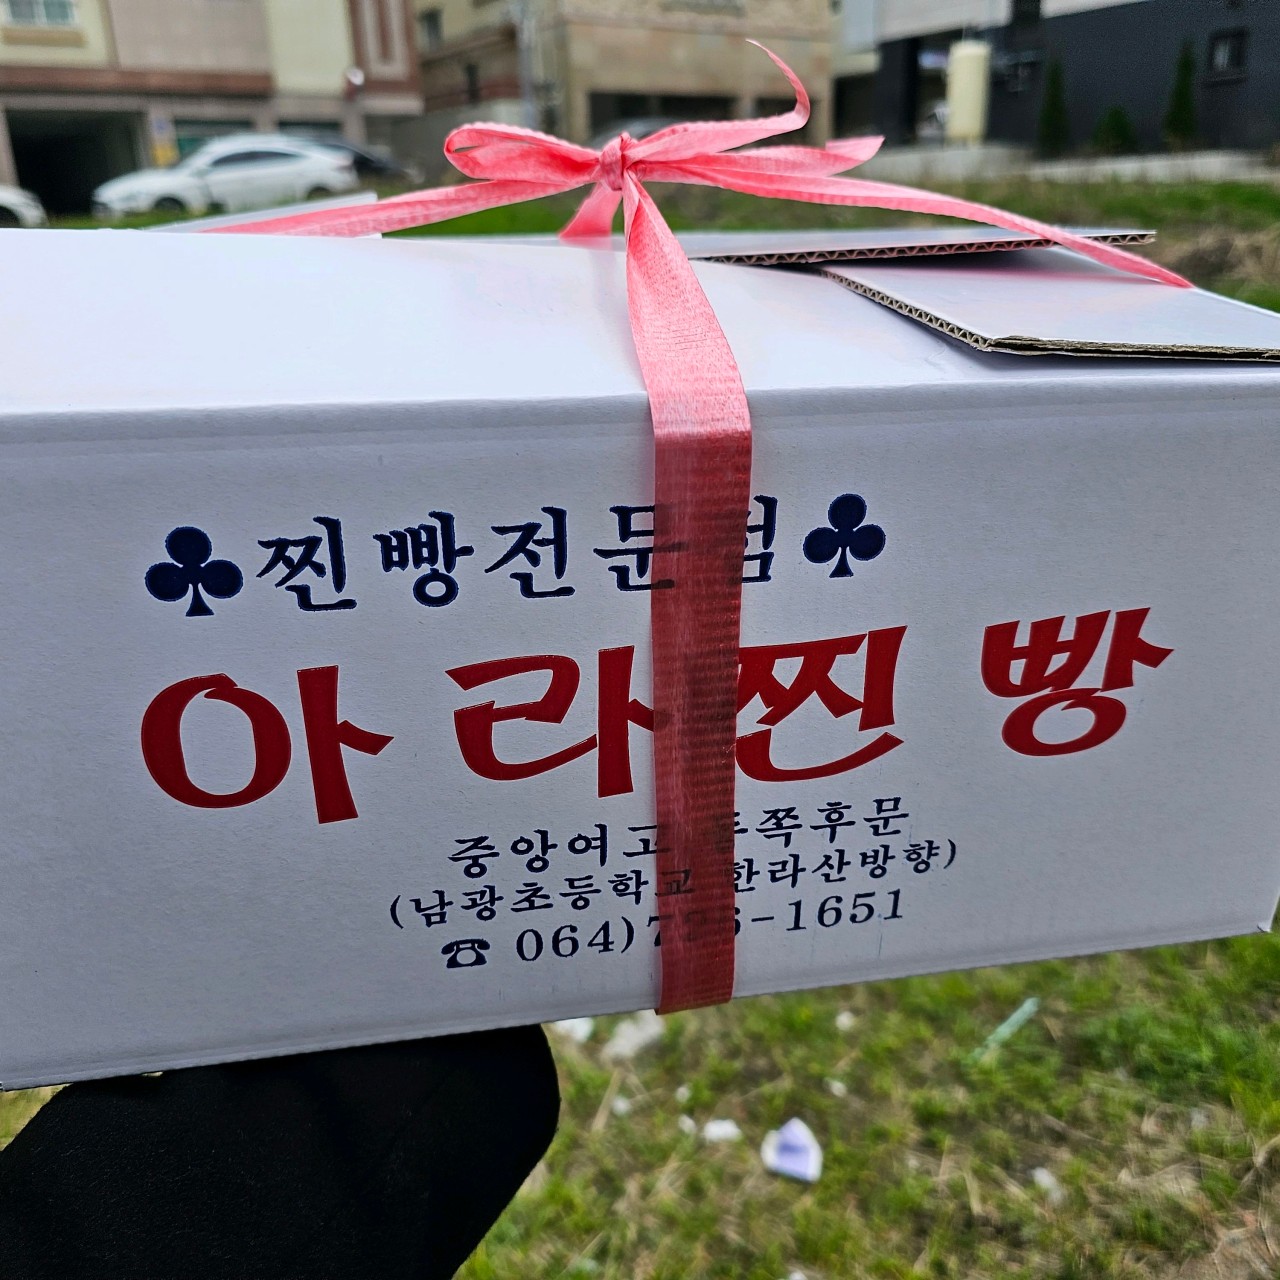 ♣찐빵전문점♣
아라찐빵
중앙여고 쪽후문
(남광초등학교 한라산방향)
☎ 064) -1651